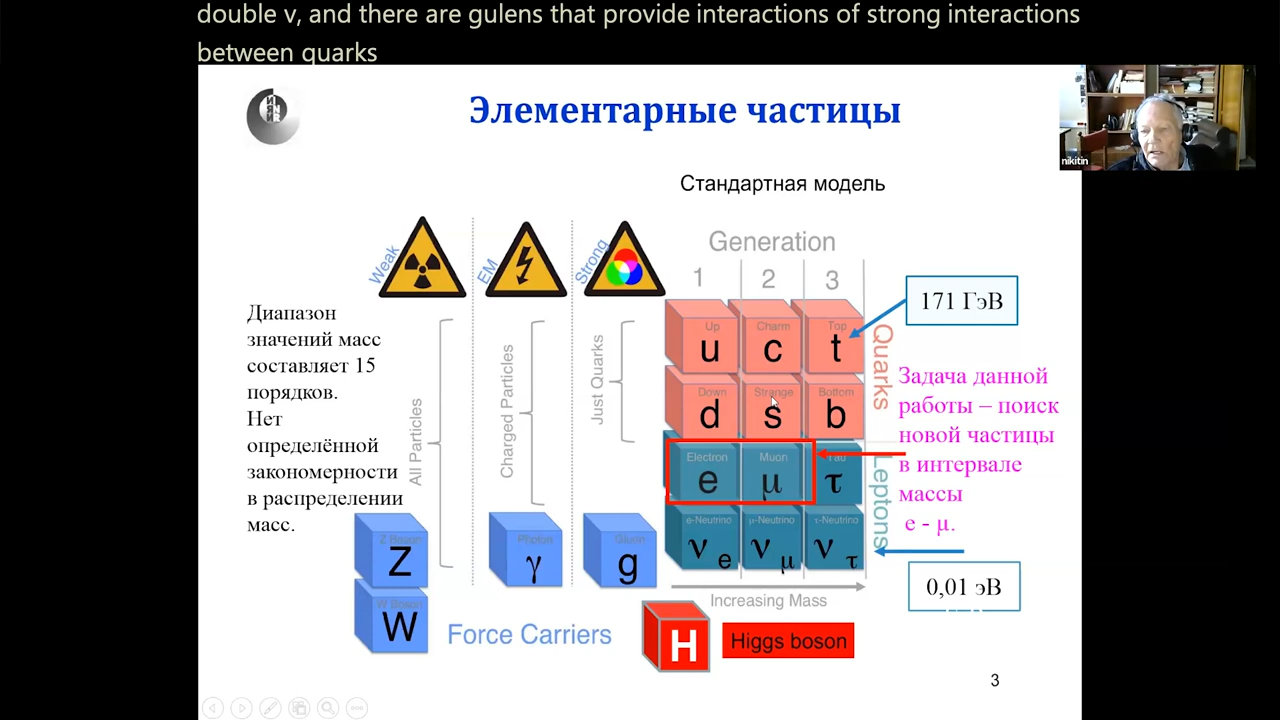 double v, and there are gulens that provide interactions of strong interactions
between quarks
Элементарные частицы
nikitin
Стандартная модель
Weak
EM
Strong
Generation
1 2 3
171 ГэВ
Диапазон
значений масс
составляет 15
порядков.
Нет
определённой
закономерности
в распределении
масс.
All Particles
Charged Particles
Just Quarks
Up
u
Charm
c
Top
t
Down
d
Strange
s
Bottom
b
Quarks
Electron
e
Muon
μ
Tau
τ
e-Neutrino
ν e
μ-Neutrino
ν μ
τ-Neutrino
ν τ
Leptons
Задача данной
работы – поиск
новой частицы
в интервале
массы
e - μ.
Z Boson
Z
Photon
γ
Gluon
g
W Boson
W
Increasing Mass
0,01 эВ
Force Carriers
H
Higgs boson
3